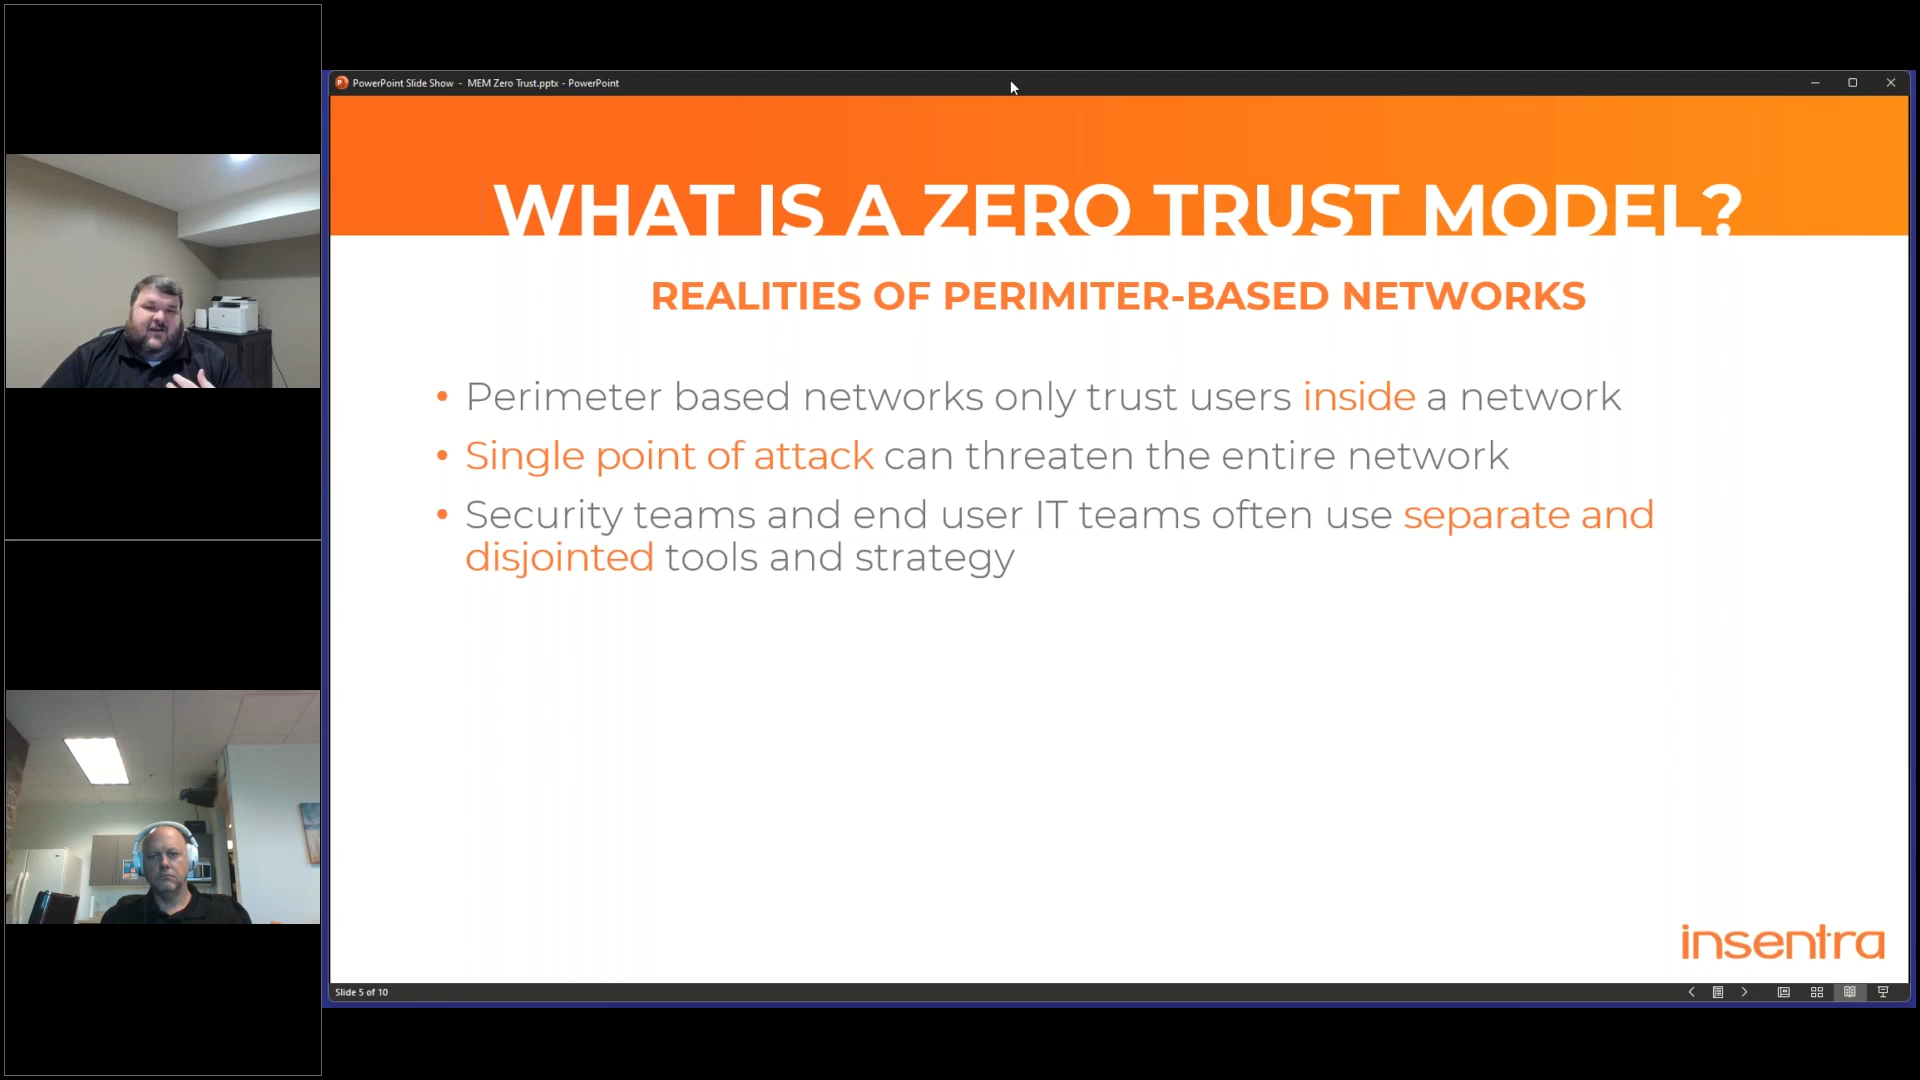 PowerPoint Slide Show - MEM Zero Trust.pptx - PowerPoint
WHAT IS A ZERO TRUST MODEL?
REALITIES OF PERIMITER-BASED NETWORKS
• Perimeter based networks only trust users inside a network
• Single point of attack can threaten the entire network
• Security teams and end user IT teams often use separate and
disjointed tools and strategy
insentra
Slide 5 of 10